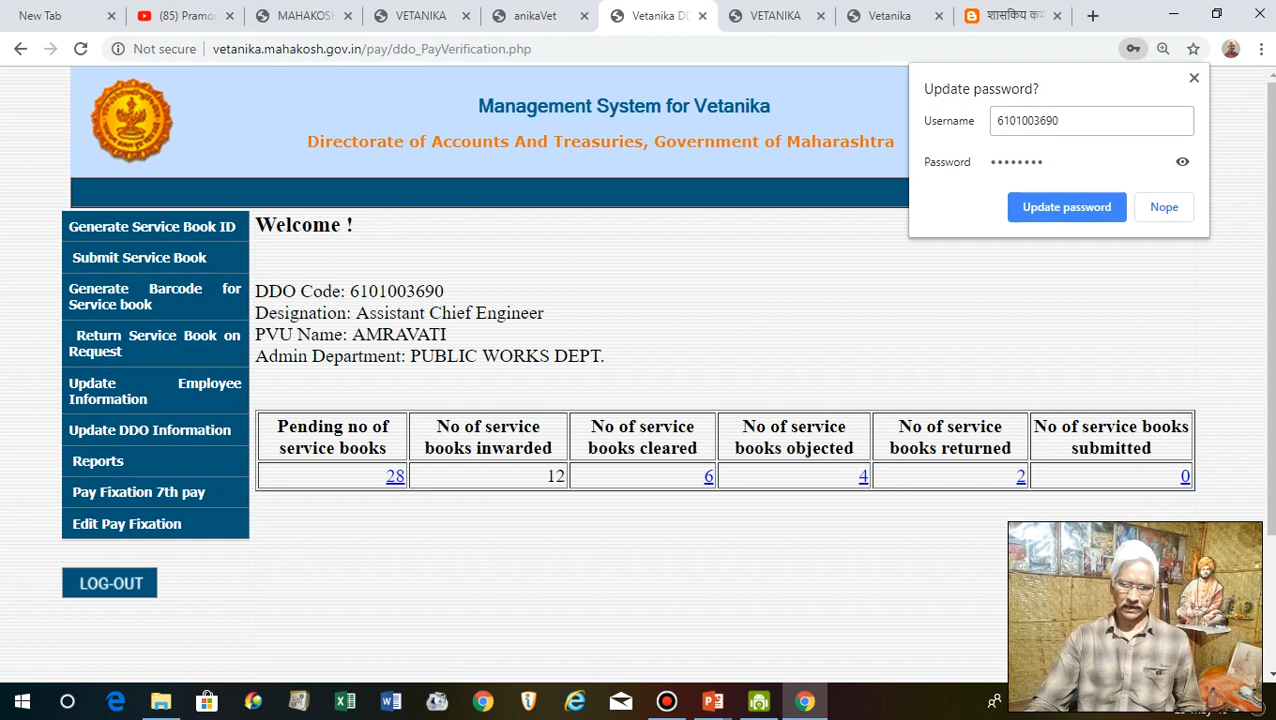 New Tab
(85) Pramo
MAHAKOS
VETANIKA
anikaVet
Vetanika DD
VETANIKA
Vetanika
शासकिय कम
Not secure
vetanika.mahakosh.gov.in/pay/ddo_PayVerification.php
Update password?
Username
6101003690
Password
••••••••
Update password
Nope
Management System for Vetanika
Directorate of Accounts And Treasuries, Government of Maharashtra
Generate Service Book ID
Submit Service Book
Generate Barcode for
Service book
Return Service Book on
Request
Update Employee
Information
Update DDO Information
Reports
Pay Fixation 7th pay
Edit Pay Fixation
LOG-OUT
Welcome !
DDO Code: 6101003690
Designation: Assistant Chief Engineer
PVU Name: AMRAVATI
Admin Department: PUBLIC WORKS DEPT.
Pending no of service books
No of service books inwarded
No of service books cleared
No of service books objected
No of service books returned
No of service books submitted
28
12
6
4
2
0